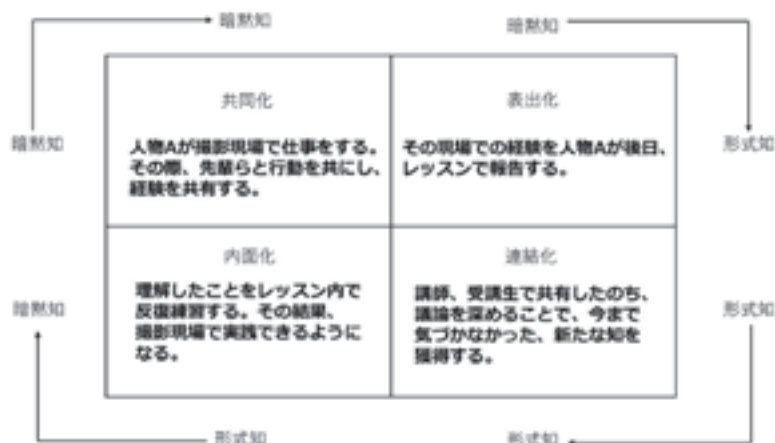 暗黙知
暗黙知
暗黙知
形式知
共同化
人物Aが撮影現場で仕事をする。
その際、先輩らと行動を共にし、
経験を共有する。
表出化
その現場での経験を人物Aが後日、
レッスンで報告する。
内面化
理解したことをレッスン内で
反復練習する。その結果、
撮影現場で実践できるように
なる。
連結化
講師、受講生で共有したのち、
議論を深めることで、今まで
気づかなかった、新たな知を
獲得する。
暗黙知
形式知
形式知
形式知